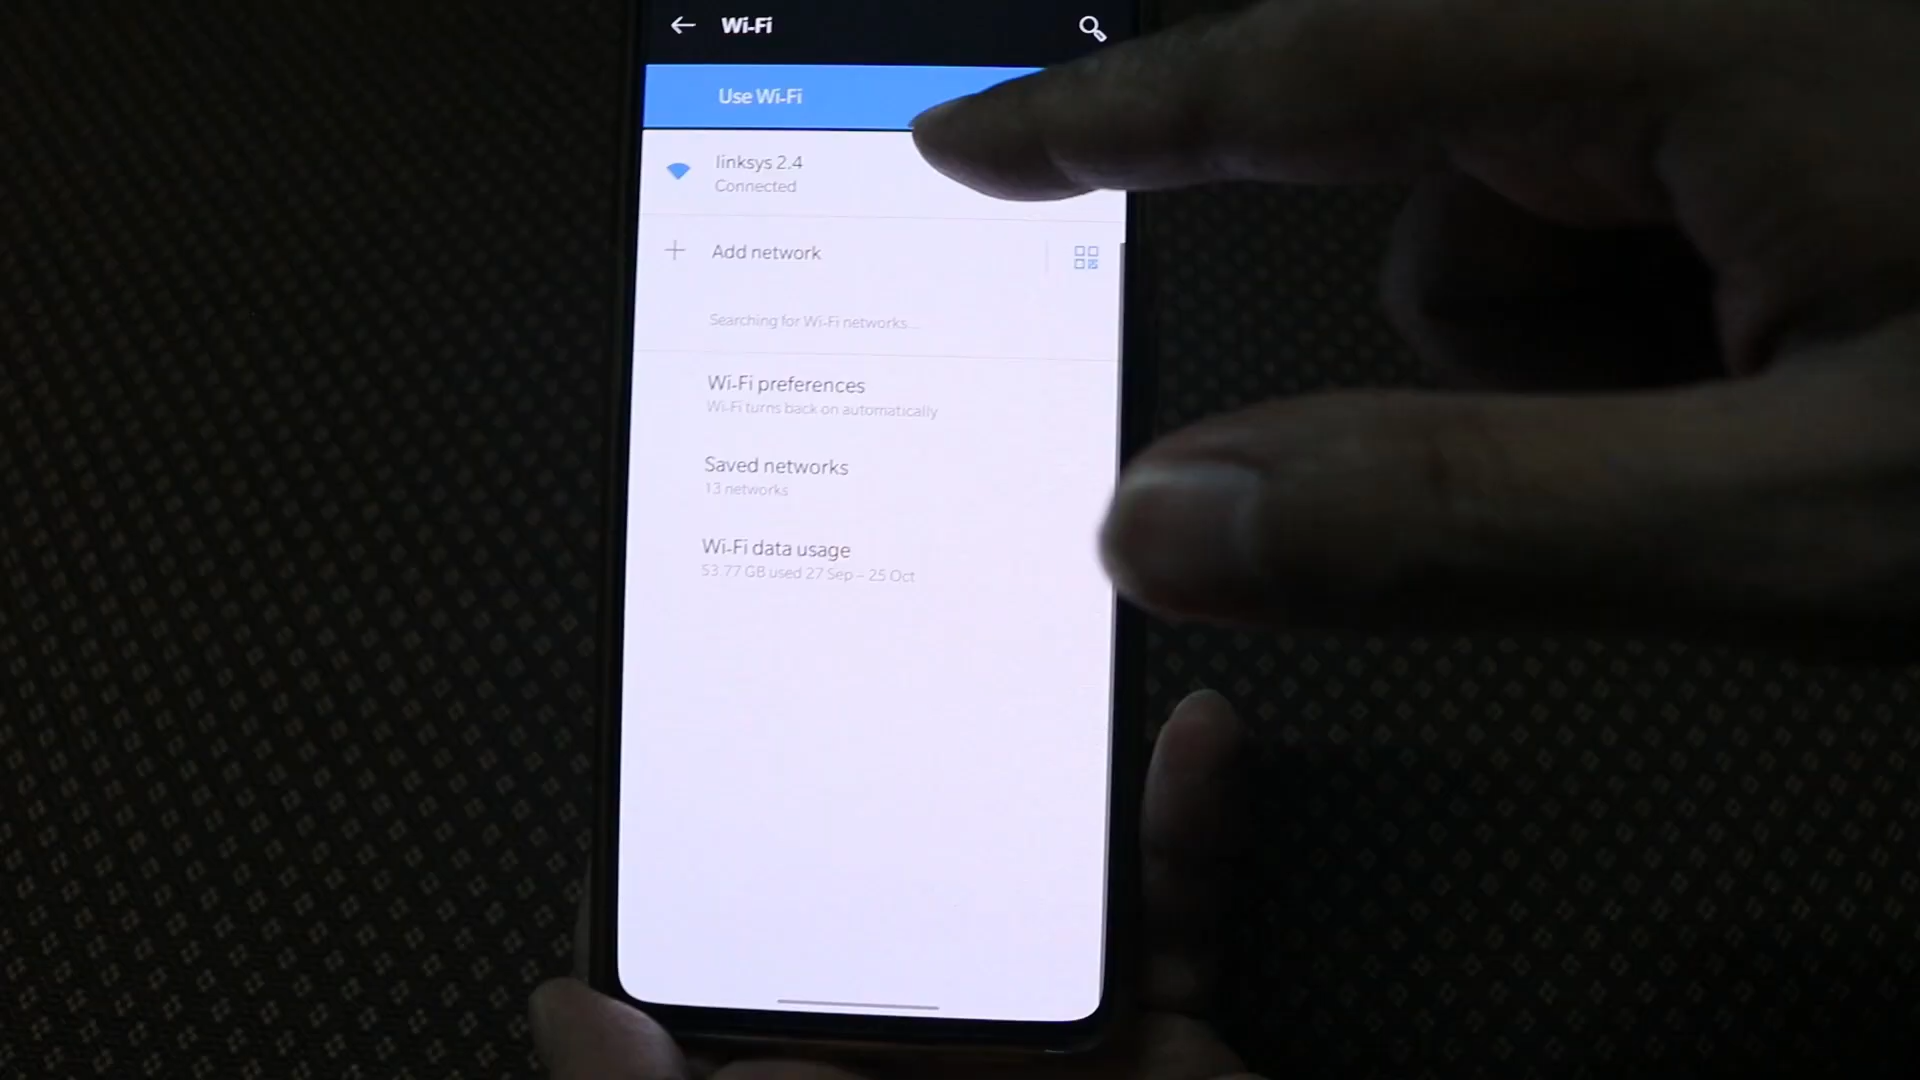 Wi-Fi
Use Wi-Fi
linksys 2.4
Connected
Add network
Searching for Wi-Fi networks...
Wi-Fi preferences
Wi-Fi turns back on automatically
Saved networks
13 networks
Wi-Fi data usage
53.77 GB used 27 Sep – 25 Oct